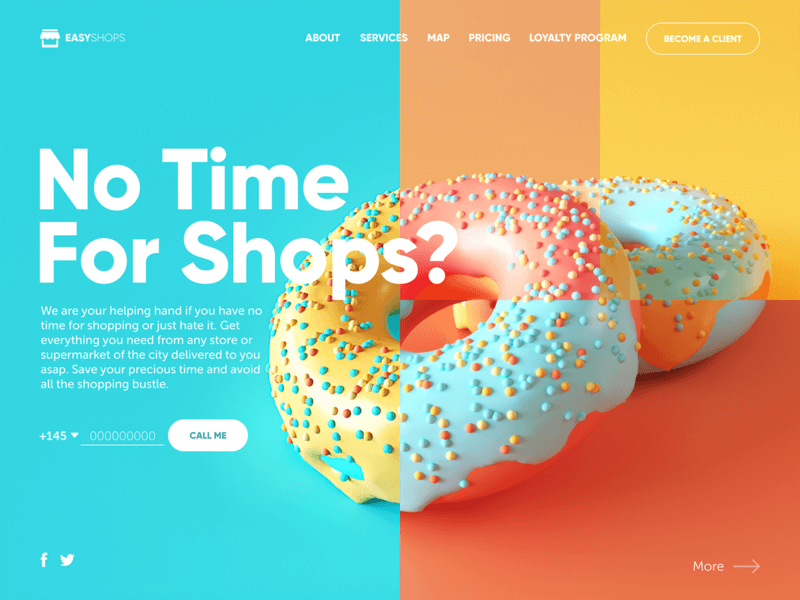 EASYSHOPS
ABOUT SERVICES MAP PRICING LOYALTY PROGRAM BECOME A CLIENT
No Time
For Shops?
We are your helping hand if you have no
time for shopping or just hate it. Get
everything you need from any store or
supermarket of the city delivered to you
asap. Save your precious time and avoid
all the shopping bustle.
+145 000000000 CALL ME
More